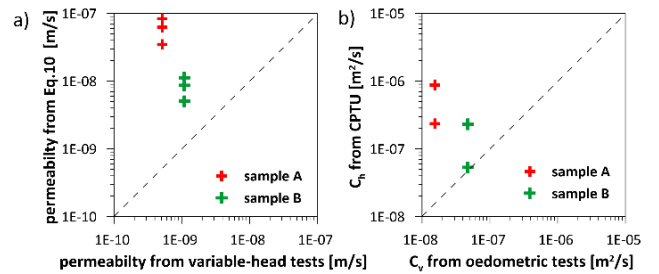 a)
permeabilty from Eq.10 [m/s]
1E-07
1E-08
1E-09
1E-10
sample A
sample B
1E-10 1E-09 1E-08 1E-07
permeabilty from variable-head tests [m/s]
b)
Ch from CPTU [m²/s]
1E-05
1E-06
1E-07
1E-08
sample A
sample B
1E-08 1E-07 1E-06 1E-05
Cv from oedometric tests [m²/s]